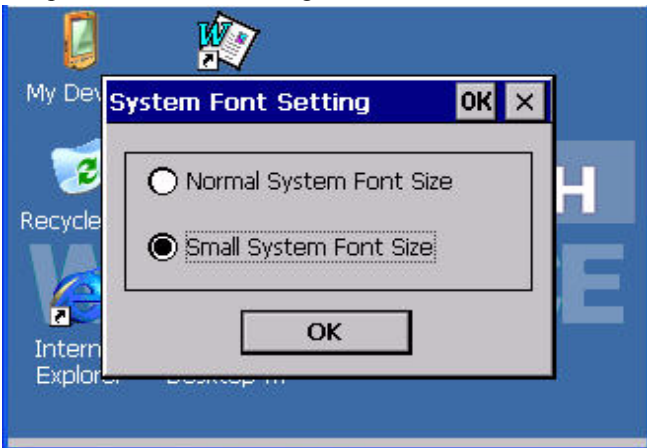 My Dev
System Font Setting OK
Normal System Font Size
H
Recycle
Small System Font Size
W E
OK
Intern
Explorer